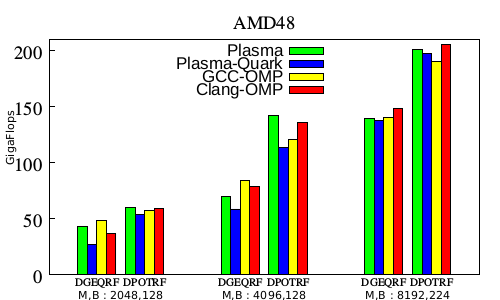 AMD48
Plasma
Plasma-Quark
GCC-OMP
Clang-OMP
GigaFlops
200
150
100
50
0
DGEQRF DPOTRF DGEQRF DPOTRF DGEQRF DPOTRF
M,B : 2048,128 M,B : 4096,128 M,B : 8192,224